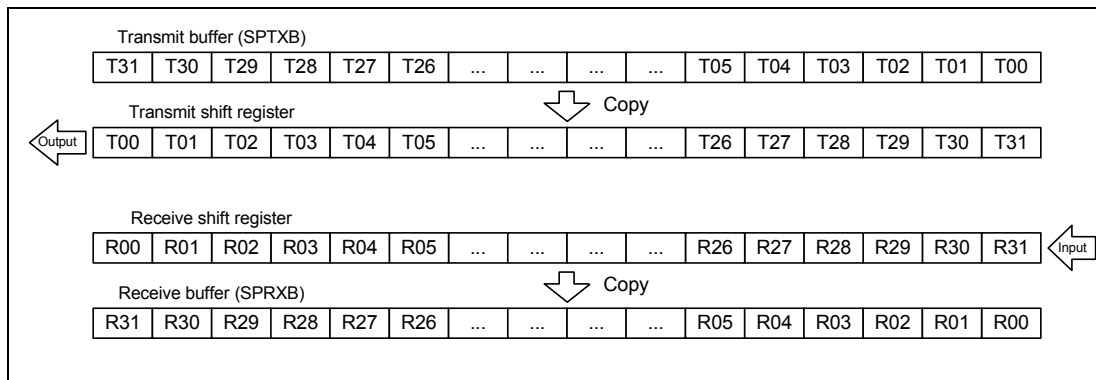 Transmit buffer (SPTXB)
T31 T30 T29 T28 T27 T26 ... ... ... ... T05 T04 T03 T02 T01 T00
Copy
Transmit shift register
Output T00 T01 T02 T03 T04 T05 ... ... ... ... T26 T27 T28 T29 T30 T31
Receive shift register
R00 R01 R02 R03 R04 R05 ... ... ... ... R26 R27 R28 R29 R30 R31 Input
Copy
Receive buffer (SPRXB)
R31 R30 R29 R28 R27 R26 ... ... ... ... R05 R04 R03 R02 R01 R00